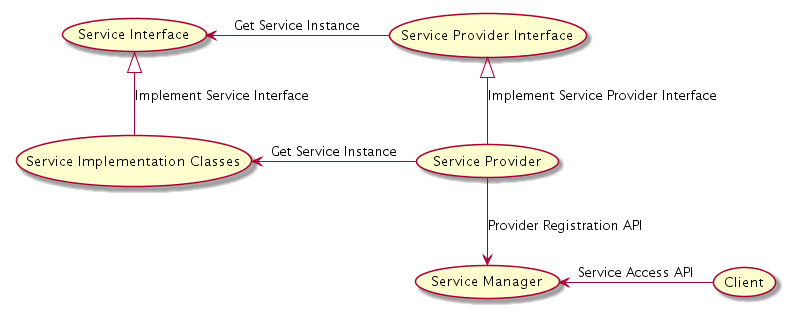 Get Service Instance
Service Interface
Service Provider Interface
Implement Service Interface
Implement Service Provider Interface
Get Service Instance
Service Implementation Classes
Service Provider
Provider Registration API
Service Access API
Service Manager
Client